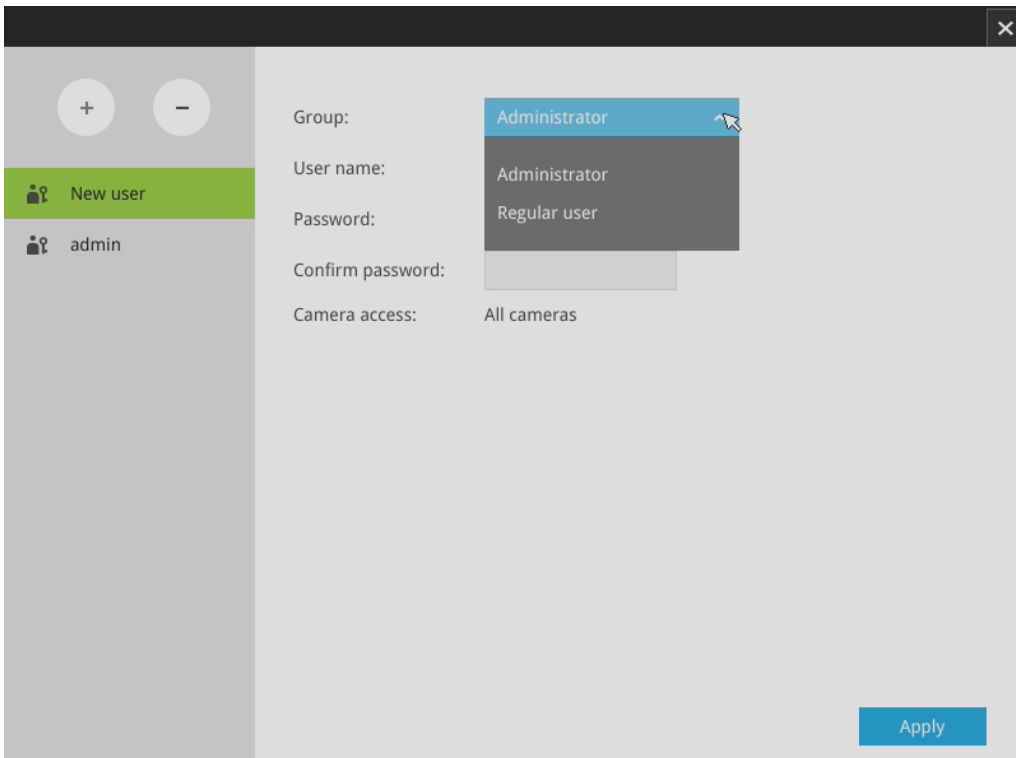 + −
New user
admin
Group: Administrator
Administrator
Regular user
User name:
Password:
Confirm password:
Camera access: All cameras
Apply